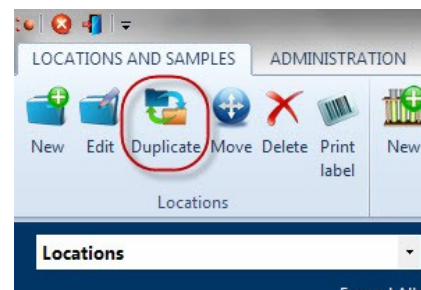 LOCATIONS AND SAMPLES ADMINISTRATION
New Edit Duplicate Move Delete Print label New
Locations
Locations